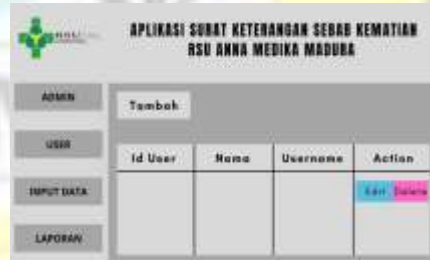 APLIKASI SURAT KETERANGAN SEBAB KEMATIAN
RSU ANNA MEDIKA MADURA
ADMIN
USER
INPUT DATA
LAPORAN
Tambah
Id User Nama Username Action
Edit Delete